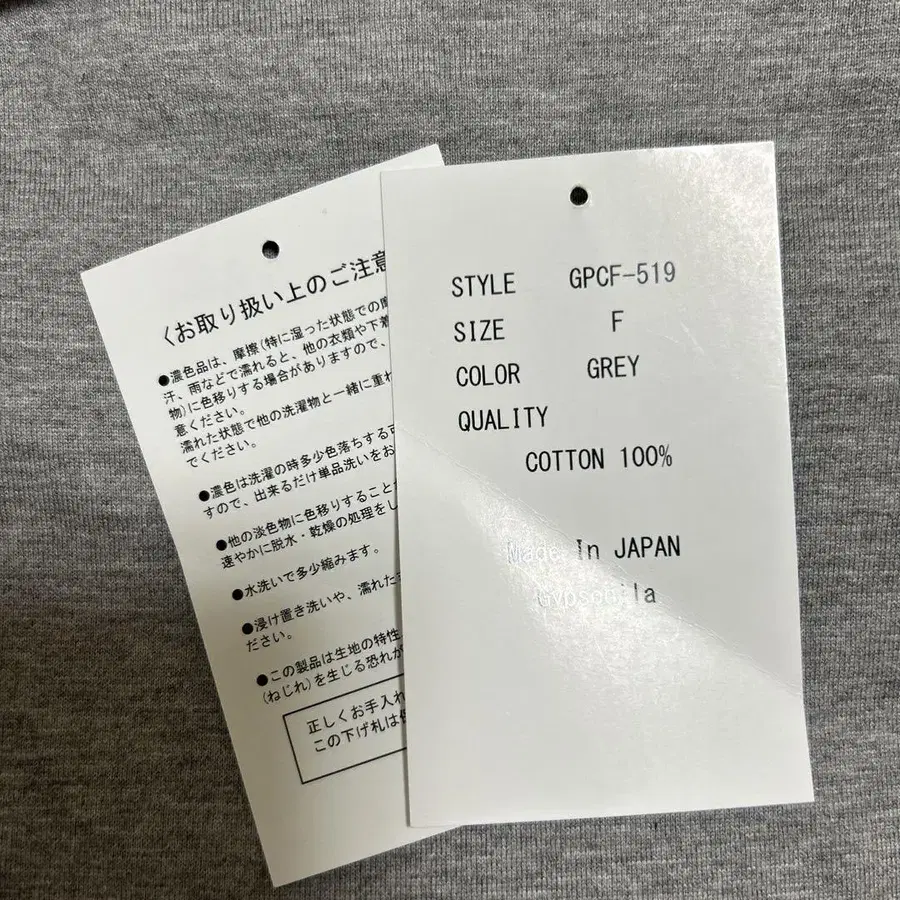 〈お取り扱い上のご注意
●濃色品は、摩擦(特に湿った状態での摩
汗、雨などで濡れると、他の衣類や下着
物)に色移りする場合がありますので、
意ください。
濡れた状態で他の洗濯物と一緒に重ね
でください。
●濃色は洗濯の時多少色落ちする
すので、出来るだけ単品洗いをお
●他の淡色物に色移りすること
速やかに脱水・乾燥の処理をし
●水洗いで多少縮みます。
●浸け置き洗いや、濡れた
ださい。
●この製品は生地の特性
(ねじれ)を生じる恐れが
正しくお手入れ
この下げ札は
STYLE GPCF-519
SIZE F
COLOR GREY
QUALITY
COTTON 100%
Made In JAPAN
Gypsohila